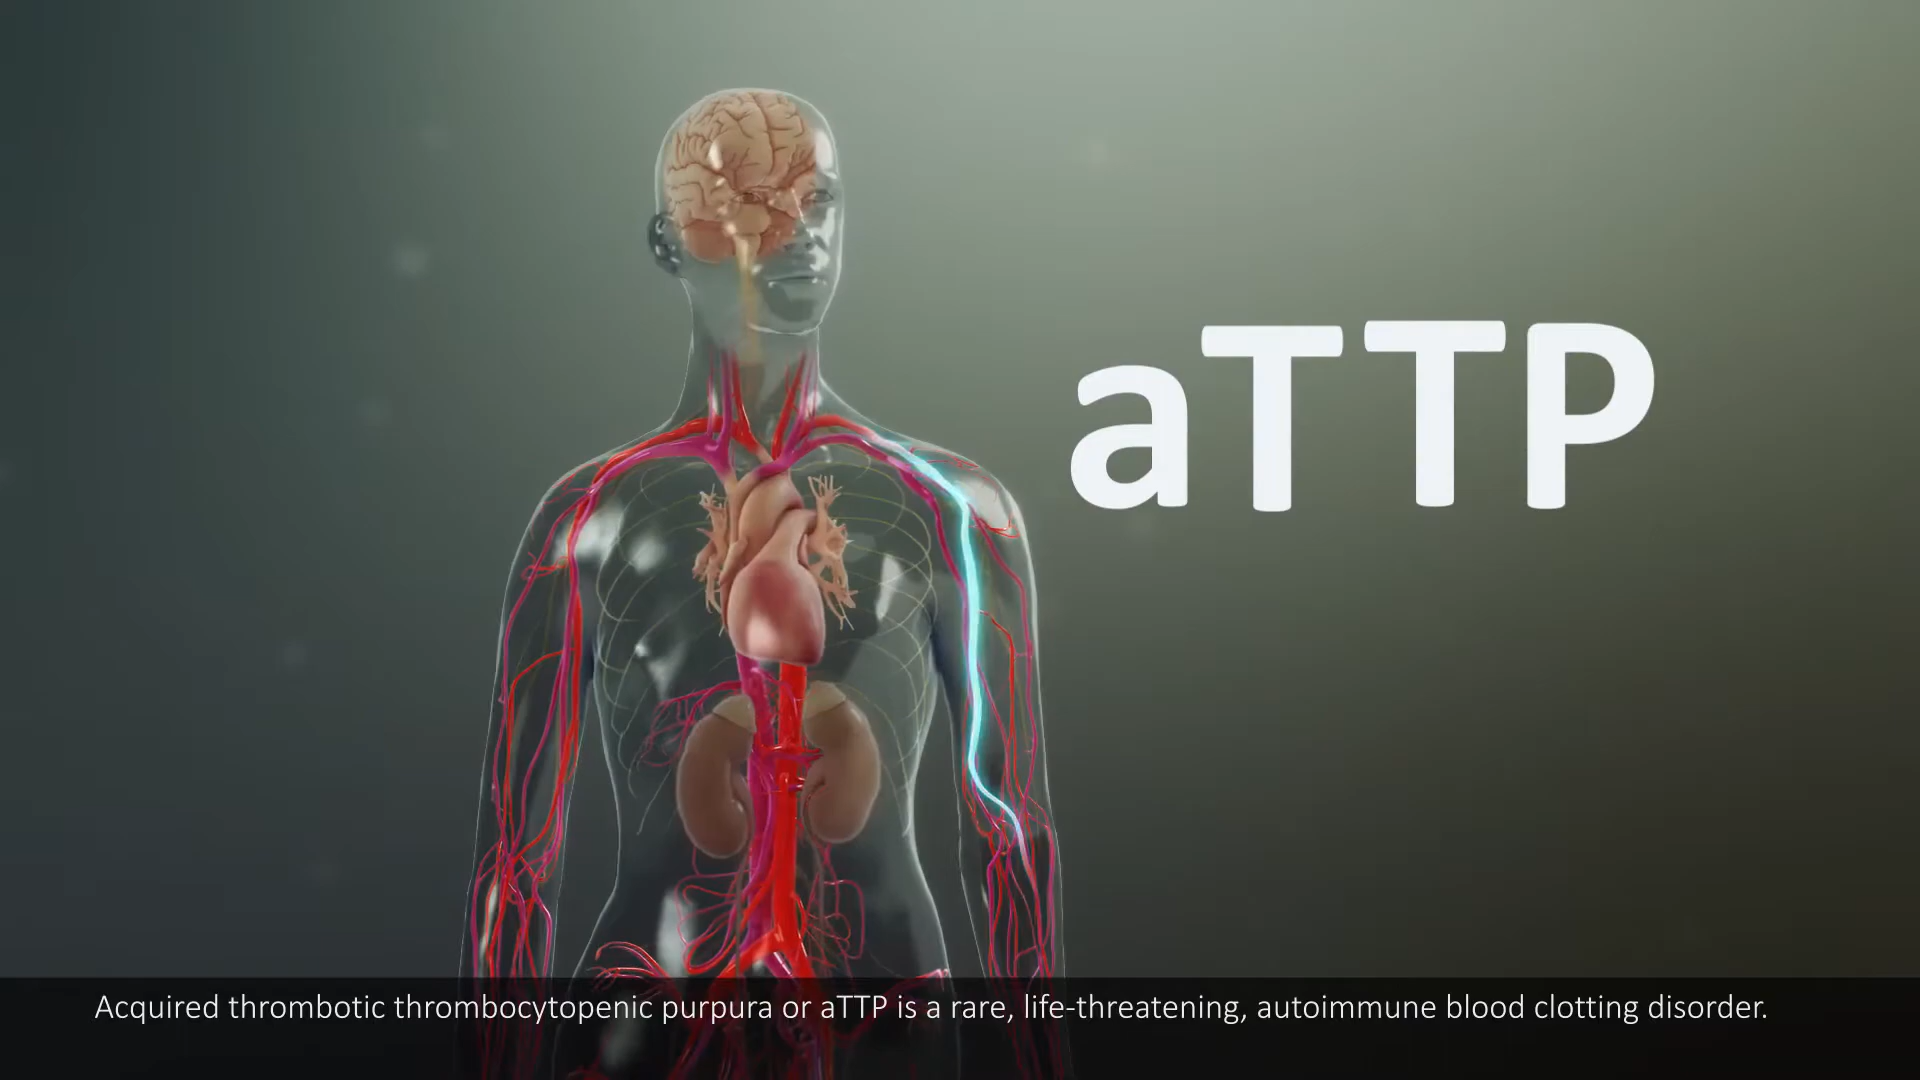 aTTP
Acquired thrombotic thrombocytopenic purpura or aTTP is a rare, life-threatening, autoimmune blood clotting disorder.